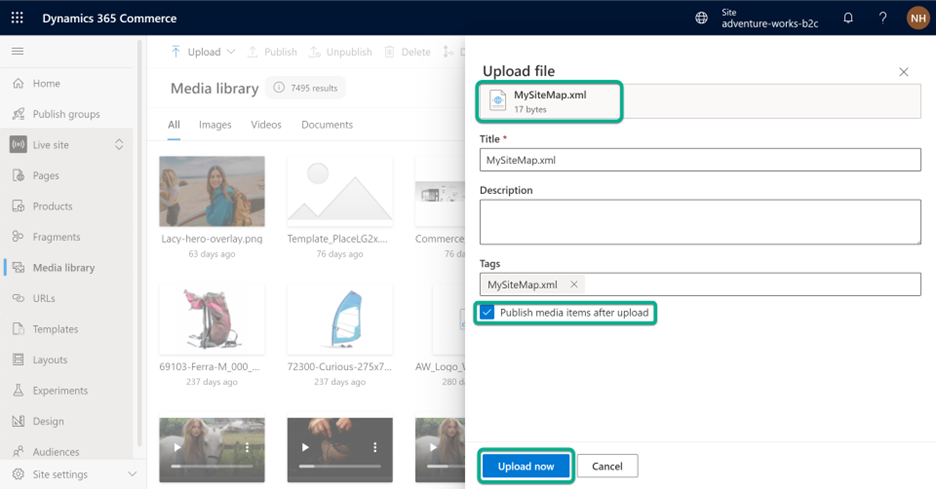 Dynamics 365 Commerce
Site
adventure-works-b2c
?
NH
Home
Publish groups
Live site
Pages
Products
Fragments
Media library
URLs
Templates
Layouts
Experiments
Design
Audiences
Site settings
Upload
Publish
Unpublish
Delete
D
Media library
7495 results
All
Images
Videos
Documents
Lacy-hero-overlay.png
63 days ago
Template_PlaceLG2x....
76 days ago
Commerce_
76 da
69103-Ferra-M_000_...
237 days ago
72300-Curious-275x7...
237 days ago
AW_Logo_V
280 da
Upload file
MySiteMap.xml
17 bytes
Title *
MySiteMap.xml
Description
Tags
MySiteMap.xml
Publish media items after upload
Upload now
Cancel